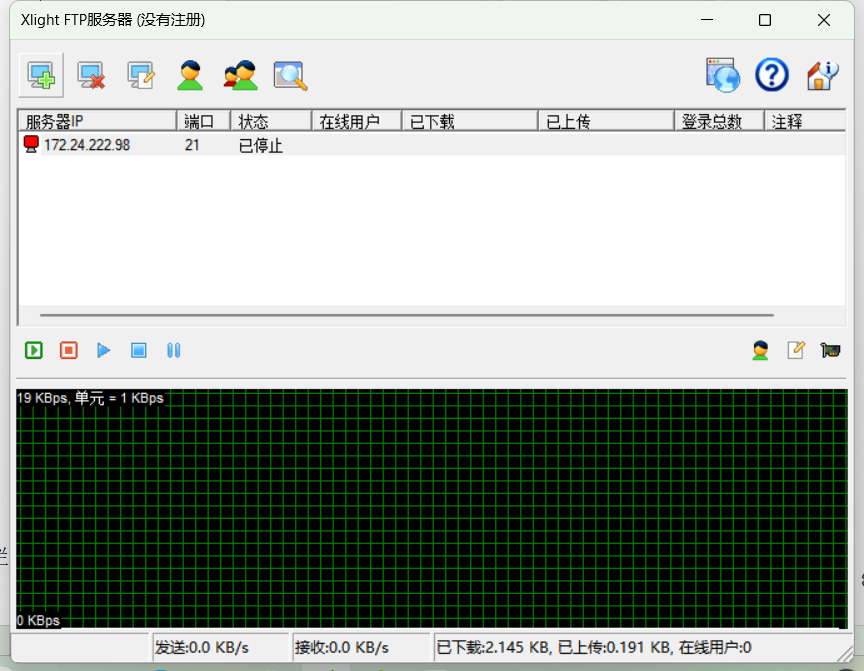 Xlight FTP服务器 (没有注册)
服务器IP 端口 状态 在线用户 已下载 已上传 登录总数 注释
172.24.222.98 21 已停止
19 KBps, 单元 = 1 KBps
0 KBps
发送:0.0 KB/s 接收:0.0 KB/s 已下载:2.145 KB, 已上传:0.191 KB, 在线用户:0